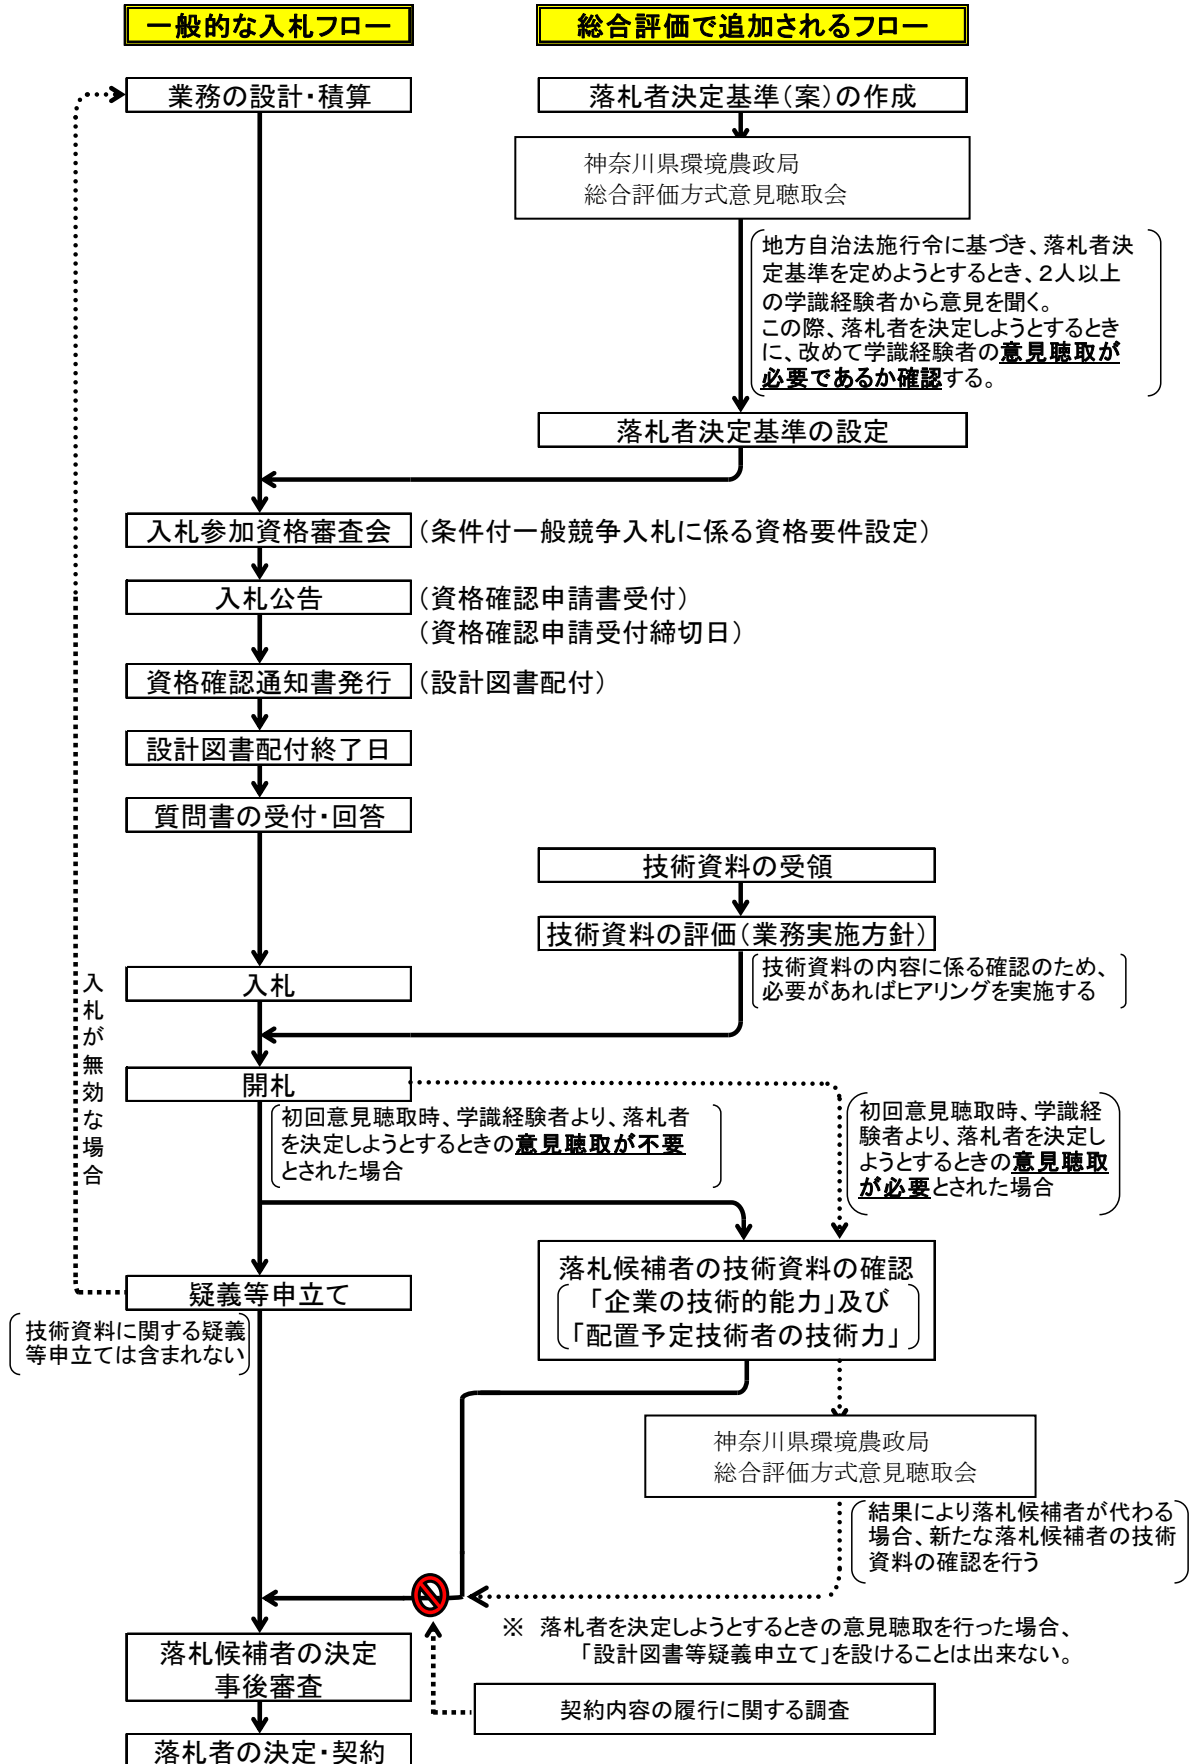 一般的な入札フロー
総合評価で追加されるフロー
業務の設計・積算
落札者決定基準(案)の作成
神奈川県環境農政局
総合評価方式意見聴取会
地方自治法施行令に基づき、落札者決
定基準を定めようとするとき、2人以上
の学識経験者から意見を聞く。
この際、落札者を決定しようとするとき
に、改めて学識経験者の意見聴取が
必要であるか確認する。
落札者決定基準の設定
入札参加資格審査会
(条件付一般競争入札に係る資格要件設定)
入札公告
(資格確認申請書受付)
(資格確認申請受付締切日)
資格確認通知書発行
(設計図書配付)
設計図書配付終了日
質問書の受付・回答
技術資料の受領
技術資料の評価(業務実施方針)
技術資料の内容に係る確認のため、
必要があればヒアリングを実施する
入札
入札が無効な場合
開札
初回意見聴取時、学識経験者より、落札者
を決定しようとするときの意見聴取が不要
とされた場合
初回意見聴取時、学識経
験者より、落札者を決定し
ようとするときの意見聴取
が必要とされた場合
疑義等申立て
技術資料に関する疑義
等申立ては含まれない
落札候補者の技術資料の確認
「企業の技術的能力」及び
「配置予定技術者の技術力」
神奈川県環境農政局
総合評価方式意見聴取会
結果により落札候補者が代わる
場合、新たな落札候補者の技術
資料の確認を行う
※ 落札者を決定しようとするときの意見聴取を行った場合、
「設計図書等疑義申立て」を設けることは出来ない。
落札候補者の決定
事後審査
契約内容の履行に関する調査
落札者の決定・契約